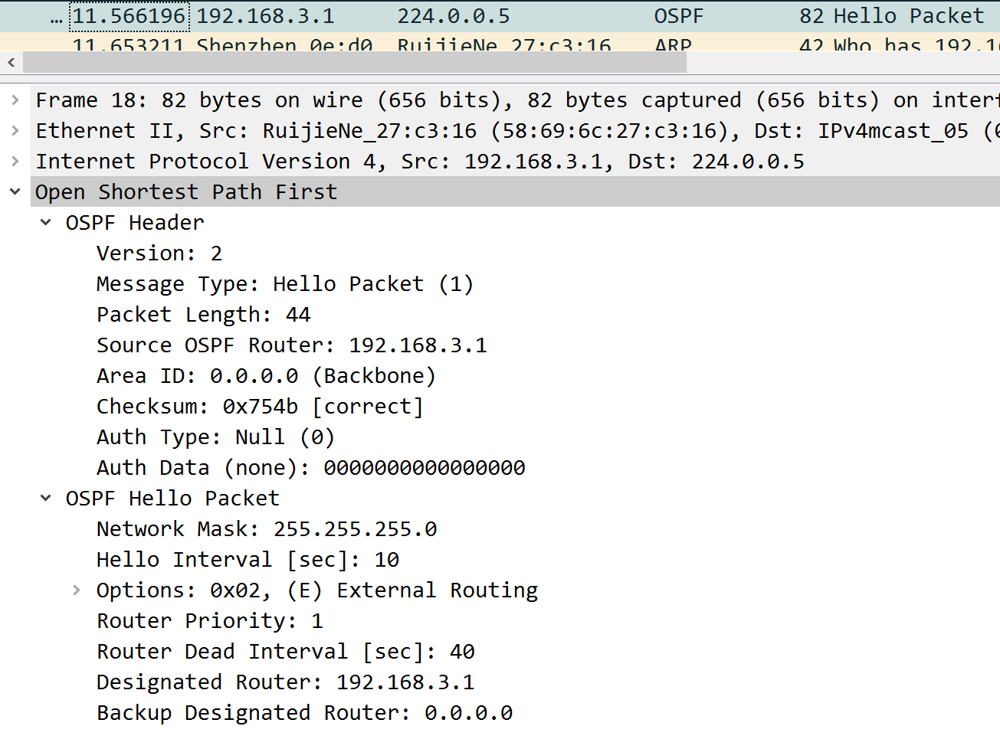 … 11.566196 192.168.3.1 224.0.0.5 OSPF 82 Hello Packet
11.653211 Shenzhen_0e:d0 RuijieNe_27:c3:16 ARP 42 Who has 192.16
Frame 18: 82 bytes on wire (656 bits), 82 bytes captured (656 bits) on interf
Ethernet II, Src: RuijieNe_27:c3:16 (58:69:6c:27:c3:16), Dst: IPv4mcast_05 (0
Internet Protocol Version 4, Src: 192.168.3.1, Dst: 224.0.0.5
Open Shortest Path First
OSPF Header
Version: 2
Message Type: Hello Packet (1)
Packet Length: 44
Source OSPF Router: 192.168.3.1
Area ID: 0.0.0.0 (Backbone)
Checksum: 0x754b [correct]
Auth Type: Null (0)
Auth Data (none): 0000000000000000
OSPF Hello Packet
Network Mask: 255.255.255.0
Hello Interval [sec]: 10
Options: 0x02, (E) External Routing
Router Priority: 1
Router Dead Interval [sec]: 40
Designated Router: 192.168.3.1
Backup Designated Router: 0.0.0.0